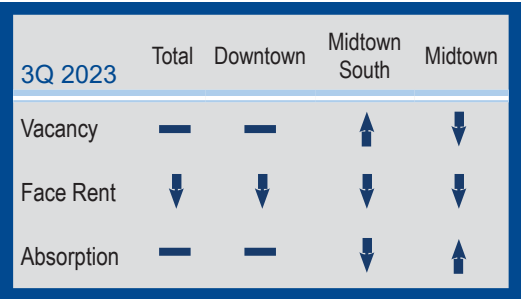 3Q 2023 Total Downtown Midtown South Midtown
Vacancy
Face Rent
Absorption